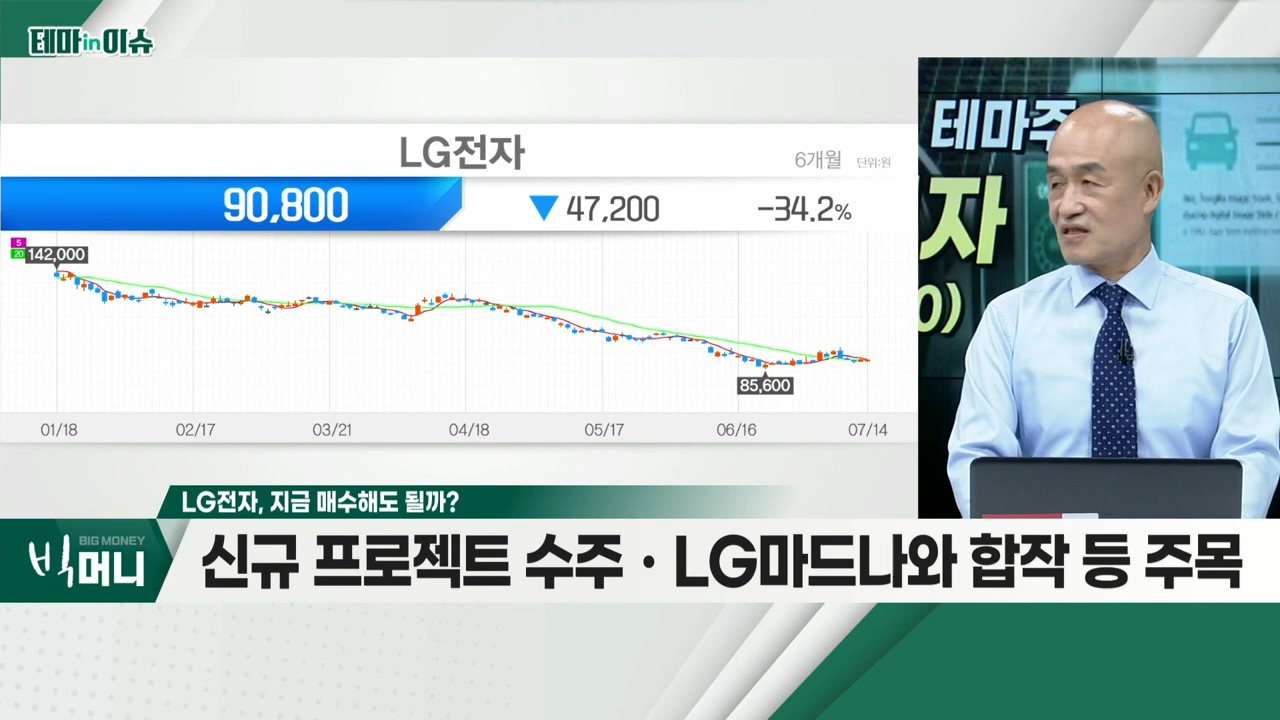 테마in이슈
LG전자
6개월 단위:원
90,800 ▼47,200 -34.2%
5
20
142,000
85,600
01/18 02/17 03/21 04/18 05/17 06/16 07/14
테마주
자
0)
LG전자, 지금 매수해도 될까?
BIG MONEY
빅머니
신규 프로젝트 수주·LG마드나와 합작 등 주목